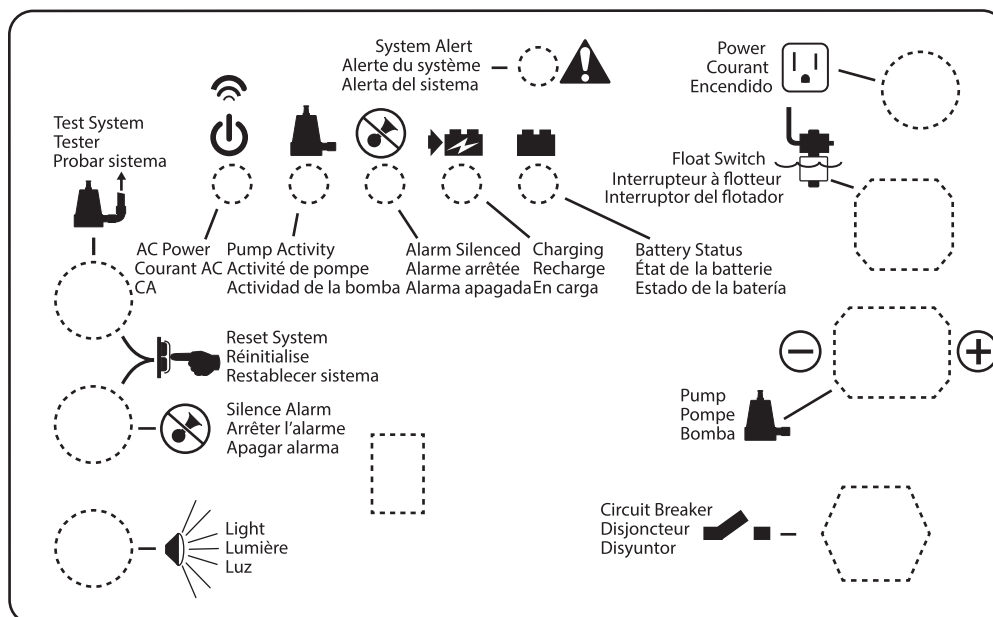 System Alert
Alerte du système
Alerta del sistema
Power
Courant
Encendido
Test System
Tester
Probar sistema
Float Switch
Interrupteur à flotteur
Interruptor del flotador
AC Power
Courant AC
CA
Pump Activity
Activité de pompe
Actividad de la bomba
Alarm Silenced
Alarme arrêtée
Alarma apagada
Charging
Recharge
En carga
Battery Status
État de la batterie
Estado de la batería
Reset System
Réinitialise
Restablecer sistema
Silence Alarm
Arrêter l'alarme
Apagar alarma
Pump
Pompe
Bomba
Light
Lumière
Luz
Circuit Breaker
Disjoncteur
Disyuntor